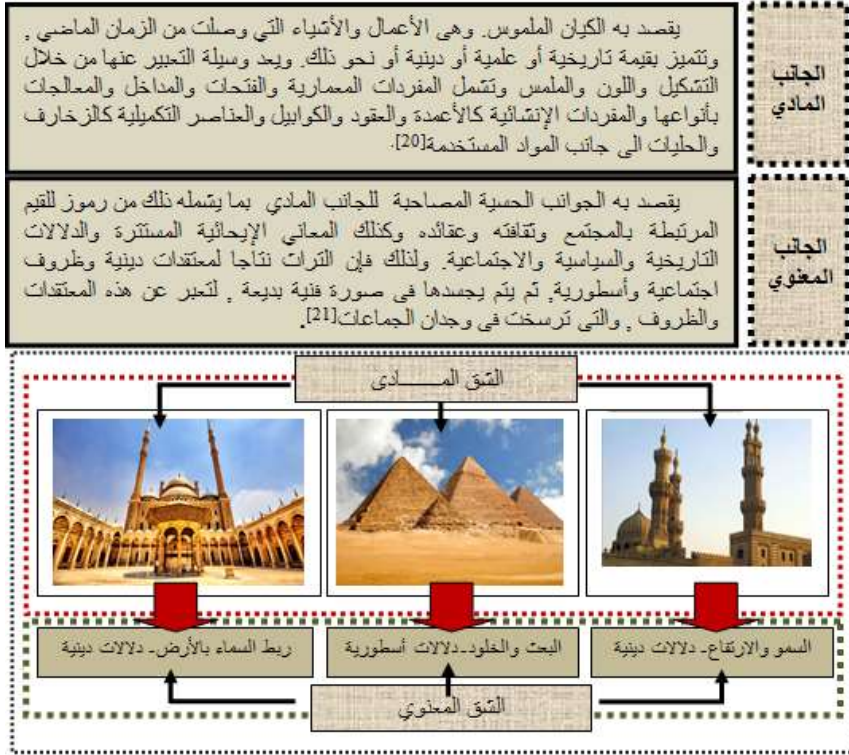 الجانب
المادي
يقصد به الكيان الملموس. وهى الأعمال والأشياء التي وصلت من الزمان الماضي ,
وتتميز بقيمة تاريخية أو علمية أو دينية أو نحو ذلك. ويعد وسيلة التعبير عنها من خلال
التشكيل واللون والملمس وتشمل المفردات المعمارية والفتحات والمداخل والمعالجات
بأنواعها والمفردات الإنشائية كالأعمدة والعقود والكوابيل والعناصر التكميلية كالزخارف
والحليات الى جانب المواد المستخدمة[20].
الجانب
المعنوي
يقصد به الجوانب الحسية المصاحبة للجانب المادي بما يشمله ذلك من رموز للقيم
المرتبطة بالمجتمع وثقافته وعقائده وكذلك المعاني الإيحائية المستترة والدلالات
التاريخية والسياسية والاجتماعية. ولذلك فإن التراث نتاجا لمعتقدات دينية وظروف
اجتماعية وأسطورية, ثم يتم يجسدها فى صورة فنية بديعة , لتعبر عن هذه المعتقدات
والظروف , والتى ترسخت فى وجدان الجماعات[21].
الشق المــــــادى
السمو والارتفاع- دلالات دينية
البعث والخلود-دلالات أسطورية
ربط السماء بالأرض- دلالات دينية
الشق المعنوي